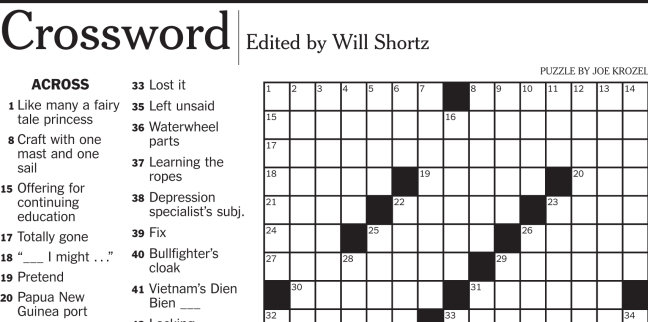 Crossword
Edited by Will Shortz
PUZZLE BY JOE KROZEL
ACROSS
1 Like many a fairy
tale princess
8 Craft with one
mast and one
sail
15 Offering for
continuing
education
17 Totally gone
18 “___ I might . . .”
19 Pretend
20 Papua New
Guinea port
33 Lost it
35 Left unsaid
36 Waterwheel
parts
37 Learning the
ropes
38 Depression
specialist’s subj.
39 Fix
40 Bullfighter’s
cloak
41 Vietnam’s Dien
Bien ___
1 2 3 4 5 6 7 8 9 10 11 12 13 14
15 16
17
18 19 20
21 22 23
24 25 26
27 28 29
30 31
32 33 34